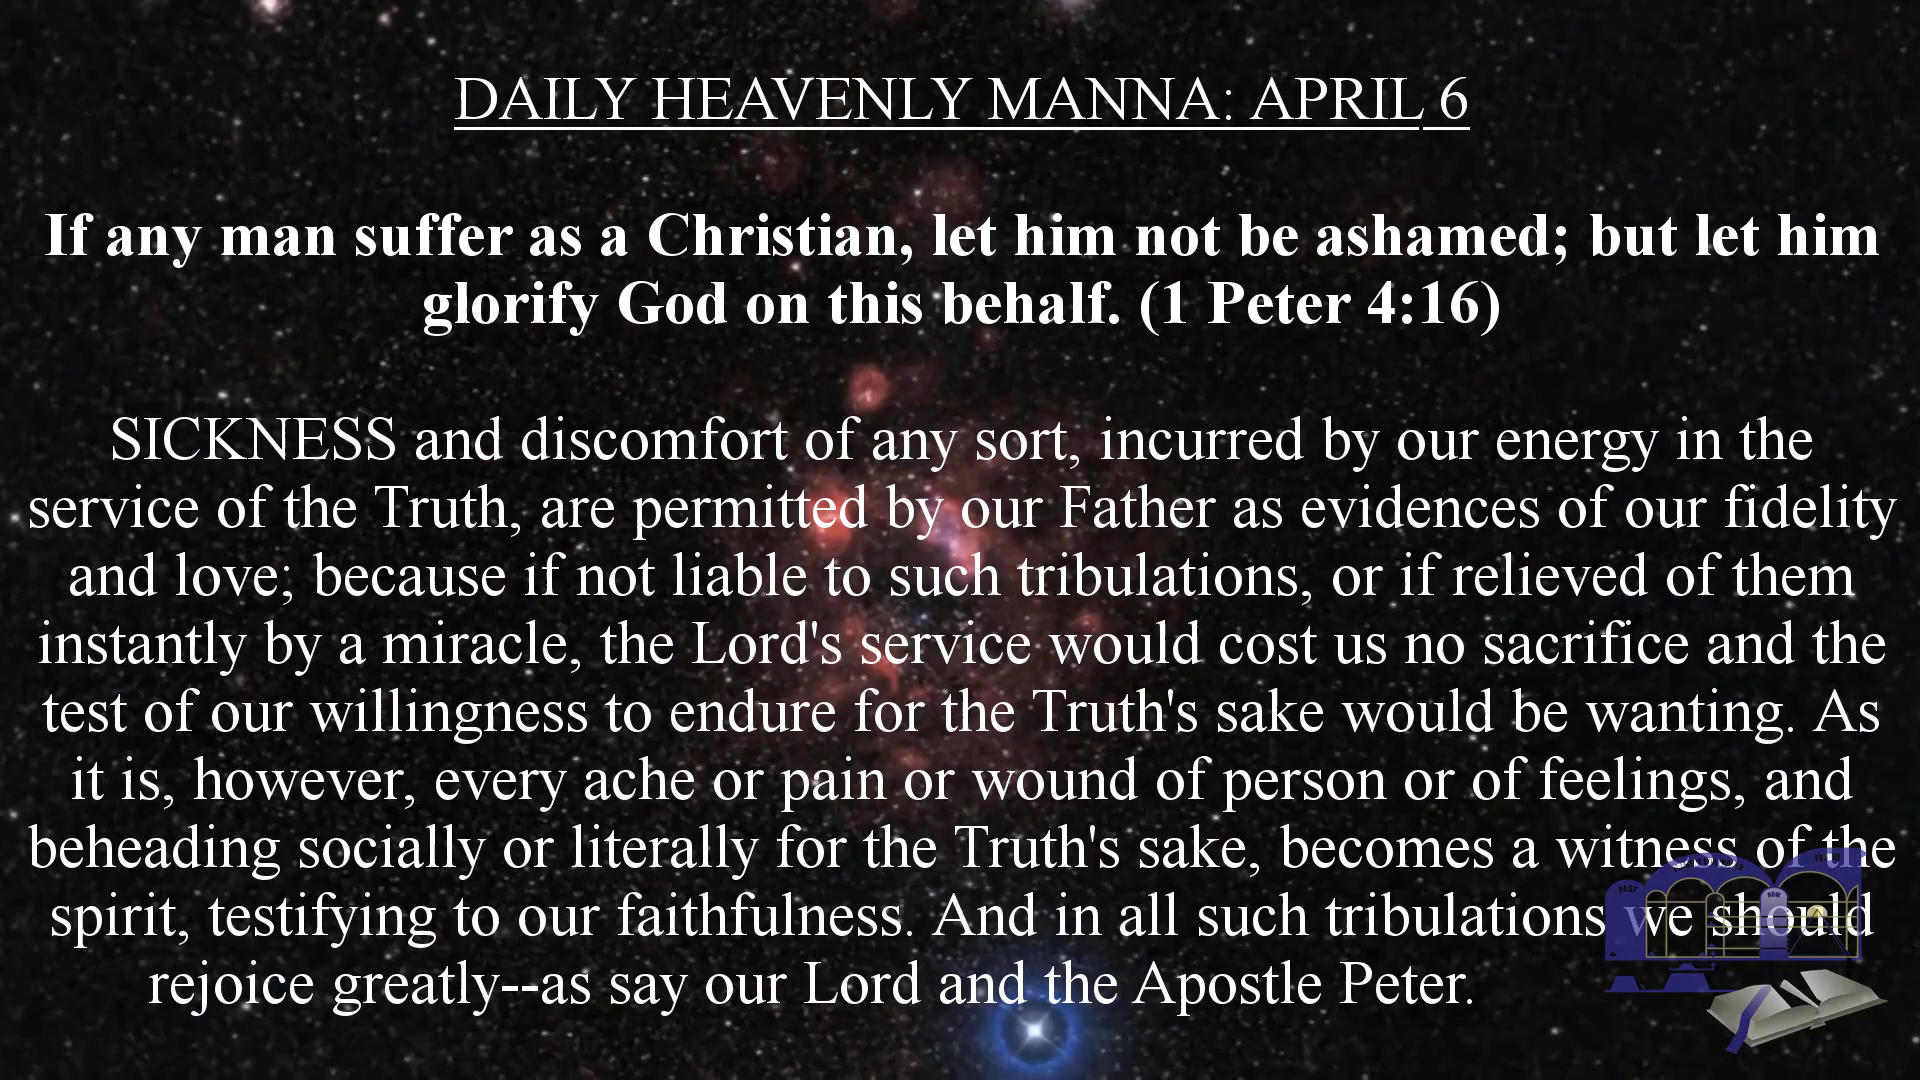 DAILY HEAVENLY MANNA: APRIL 6
If any man suffer as a Christian, let him not be ashamed; but let him
glorify God on this behalf. (1 Peter 4:16)
SICKNESS and discomfort of any sort, incurred by our energy in the
service of the Truth, are permitted by our Father as evidences of our fidelity
and love; because if not liable to such tribulations, or if relieved of them
instantly by a miracle, the Lord's service would cost us no sacrifice and the
test of our willingness to endure for the Truth's sake would be wanting. As
it is, however, every ache or pain or wound of person or of feelings, and
beheading socially or literally for the Truth's sake, becomes a witness of the
spirit, testifying to our faithfulness. And in all such tribulations we should
rejoice greatly--as say our Lord and the Apostle Peter.
PAST
FUTURE